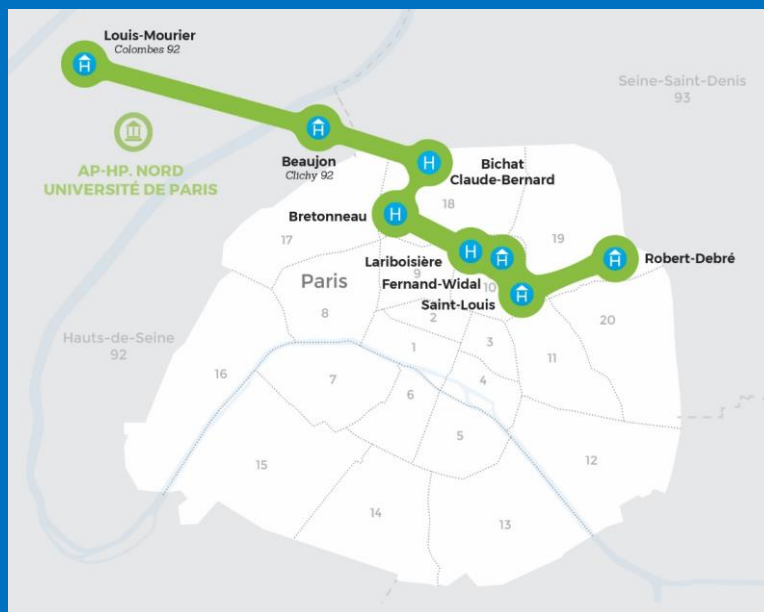 Louis-Mourier
Colombes 92
Seine-Saint-Denis
93
AP-HP. NORD
UNIVERSITÉ DE PARIS
Beaujon
Clichy 92
H
Bichat
Claude-Bernard
18
Bretonneau
H
17
19
H
Lariboisière
Robert-Debré
9
Paris
Fernand-Widal
10
Saint-Louis
8
2
20
Hauts-de-Seine
92
1
3
11
16
7
4
6
5
15
12
14
13